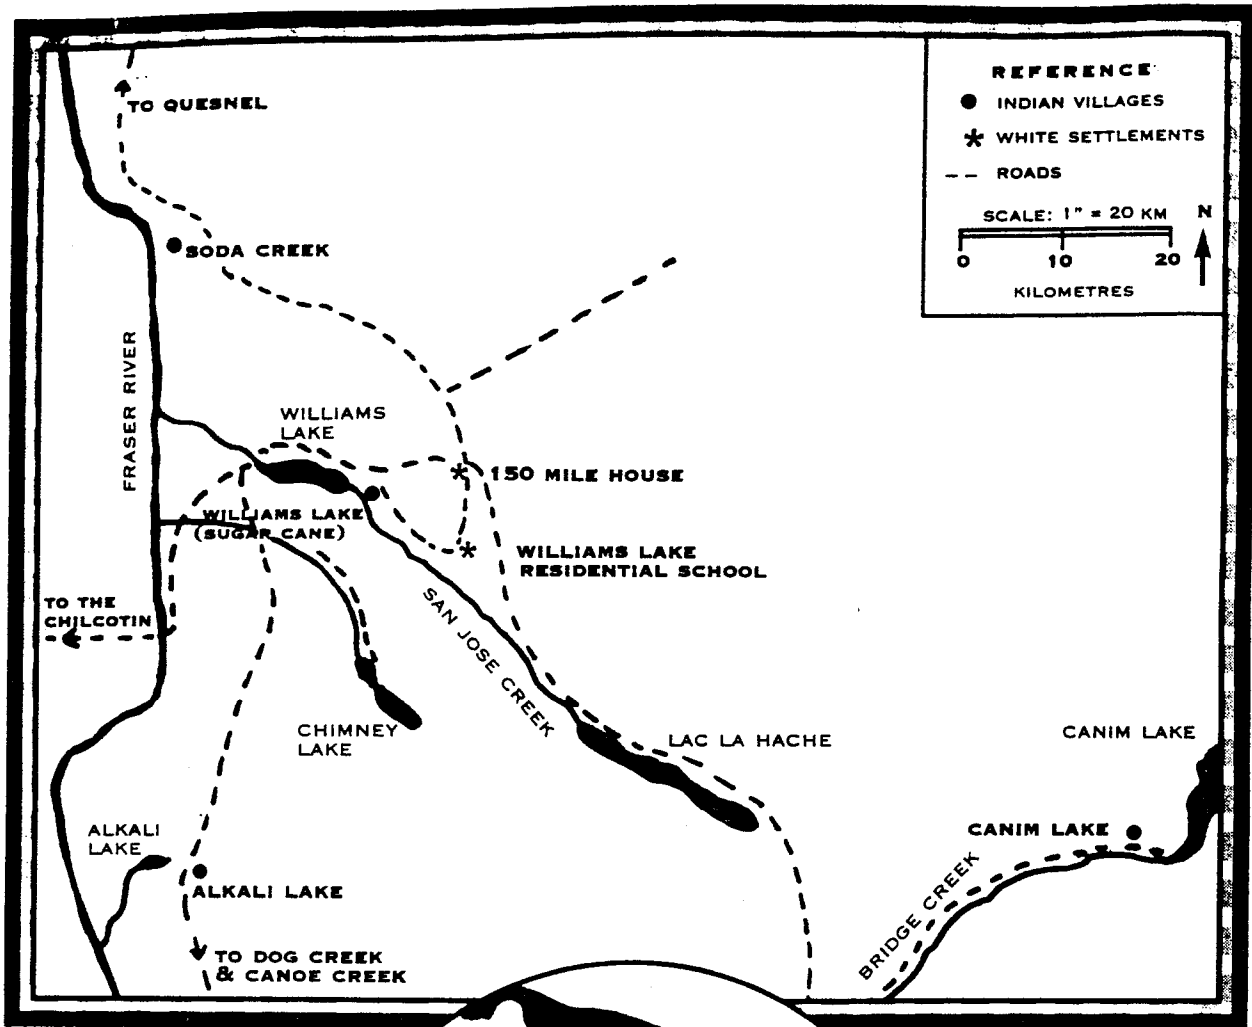 TO QUESNEL
REFERENCE
INDIAN VILLAGES
* WHITE SETTLEMENTS
-- ROADS
SCALE: 1" = 20 KM
N
0 10 20
KILOMETRES
SODA CREEK
FRASER RIVER
WILLIAMS
LAKE
* 150 MILE HOUSE
WILLIAMS LAKE
(SUGAR CANE)
* WILLIAMS LAKE
RESIDENTIAL SCHOOL
TO THE
CHILCOTIN
SAN JOSE CREEK
CHIMNEY
LAKE
LAC LA HACHE
CANIM LAKE
ALKALI
LAKE
CANIM LAKE
ALKALI LAKE
BRIDGE CREEK
TO DOG CREEK
& CANOE CREEK